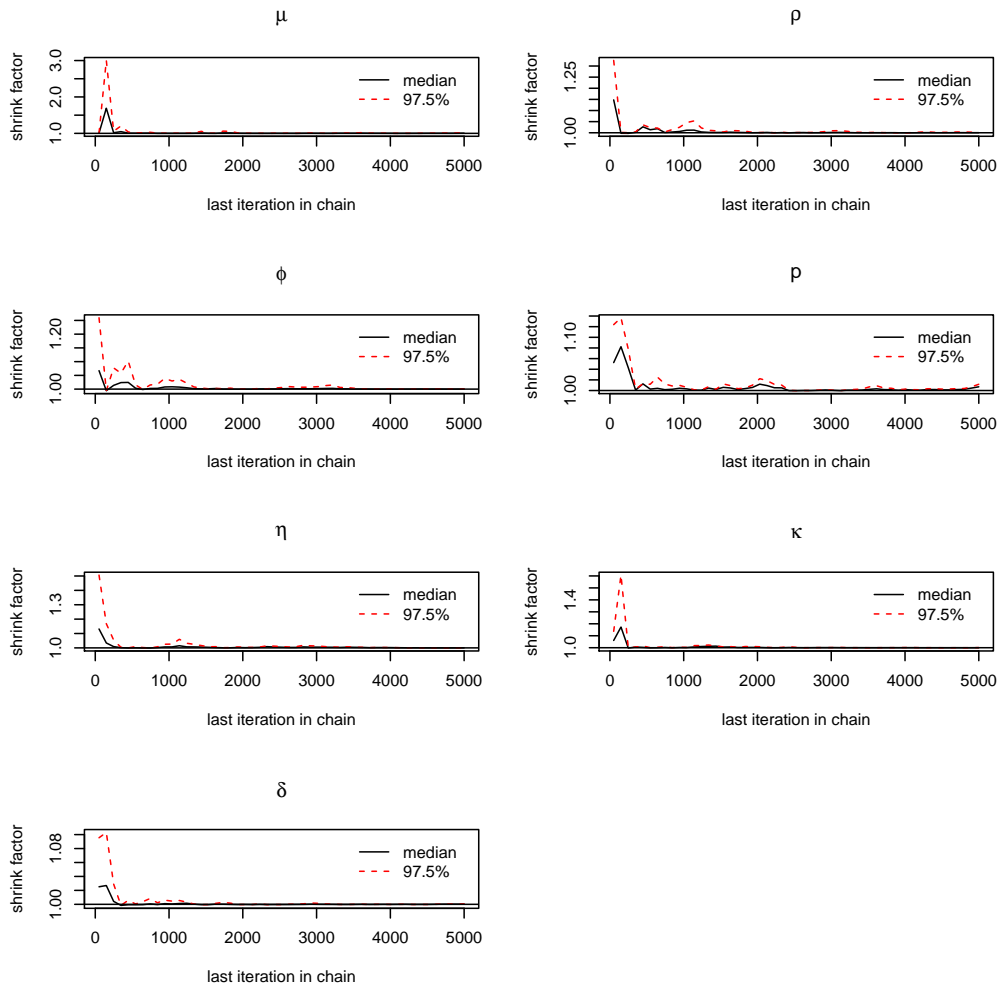 μ
shrink factor
1.0 2.0 3.0
median
97.5%
0 1000 2000 3000 4000 5000
last iteration in chain
ρ
shrink factor
1.00 1.25
median
97.5%
0 1000 2000 3000 4000 5000
last iteration in chain
ϕ
shrink factor
1.00 1.20
median
97.5%
0 1000 2000 3000 4000 5000
last iteration in chain
p
shrink factor
1.00 1.10
median
97.5%
0 1000 2000 3000 4000 5000
last iteration in chain
η
shrink factor
1.0 1.3
median
97.5%
0 1000 2000 3000 4000 5000
last iteration in chain
κ
shrink factor
1.0 1.4
median
97.5%
0 1000 2000 3000 4000 5000
last iteration in chain
δ
shrink factor
1.00 1.08
median
97.5%
0 1000 2000 3000 4000 5000
last iteration in chain